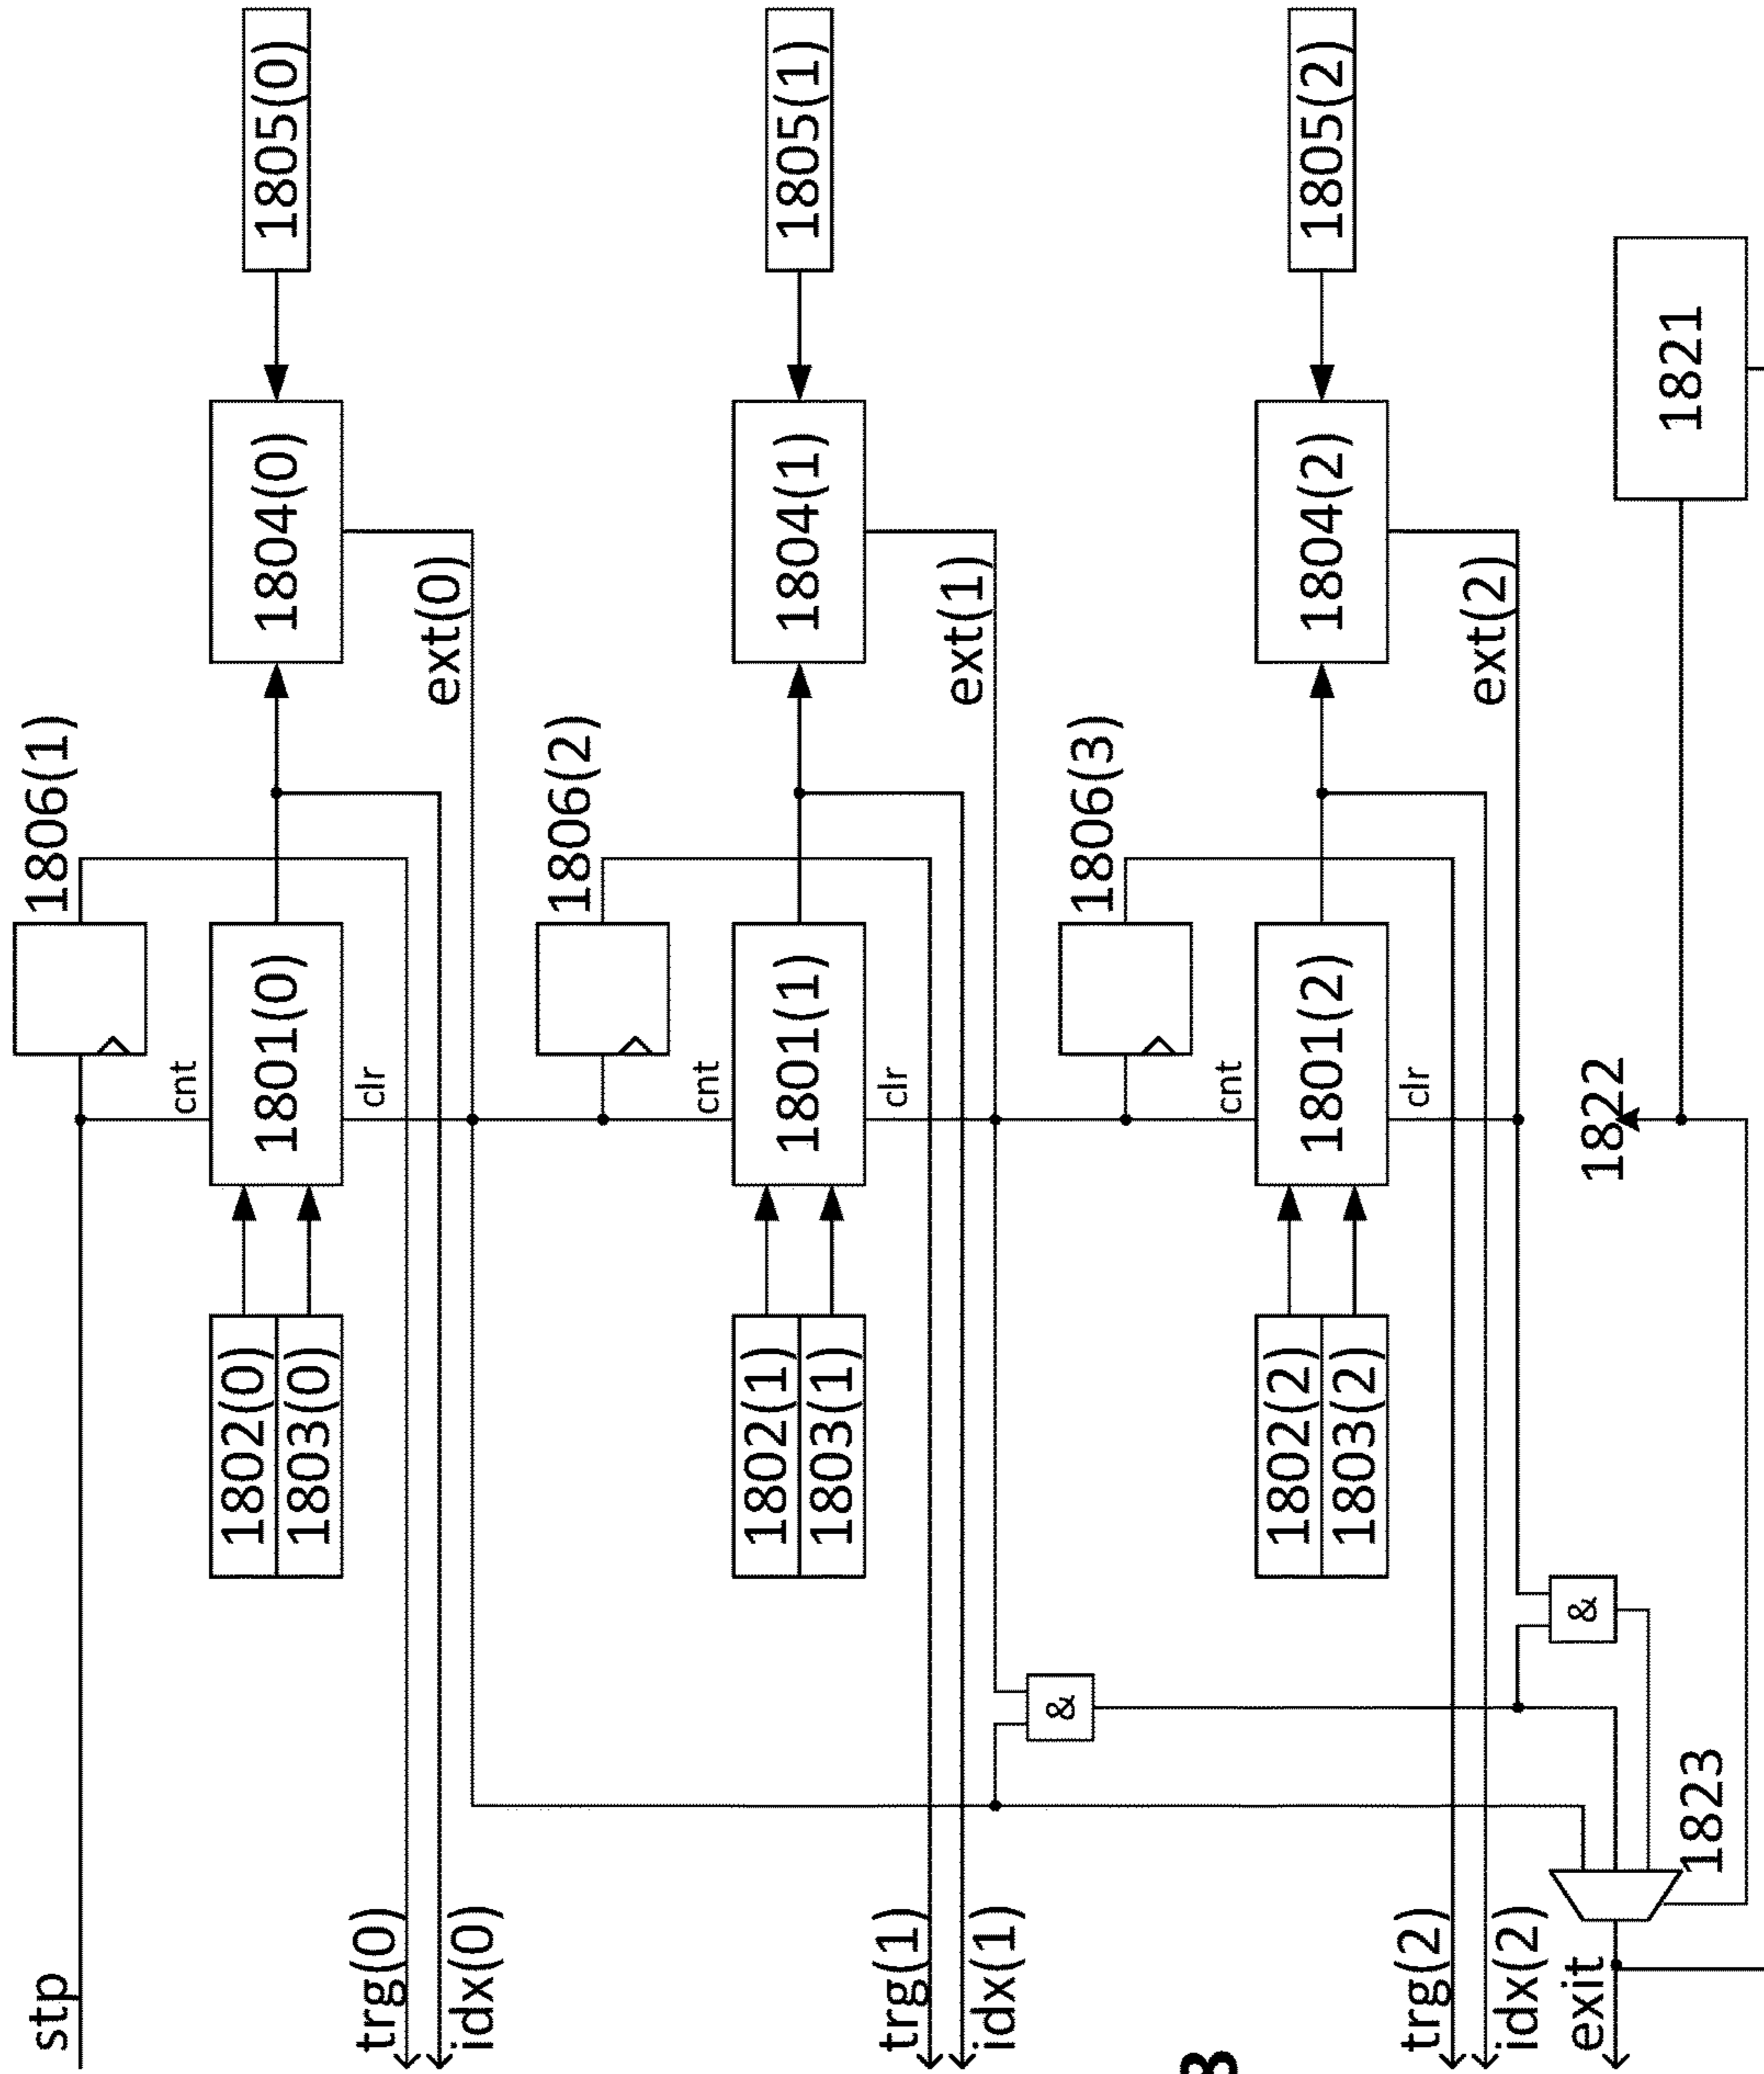 stp
1806(1)
cnt
1801(0)
clr
1802(0)
1803(0)
1804(0)
1805(0)
ext(0)
trg(0)
idx(0)
1806(2)
cnt
1801(1)
clr
1802(1)
1803(1)
1804(1)
1805(1)
ext(1)
&
trg(1)
idx(1)
1806(3)
cnt
1801(2)
clr
1802(2)
1803(2)
1804(2)
1805(2)
ext(2)
&
trg(2)
idx(2)
exit
1821
1822
1823
3